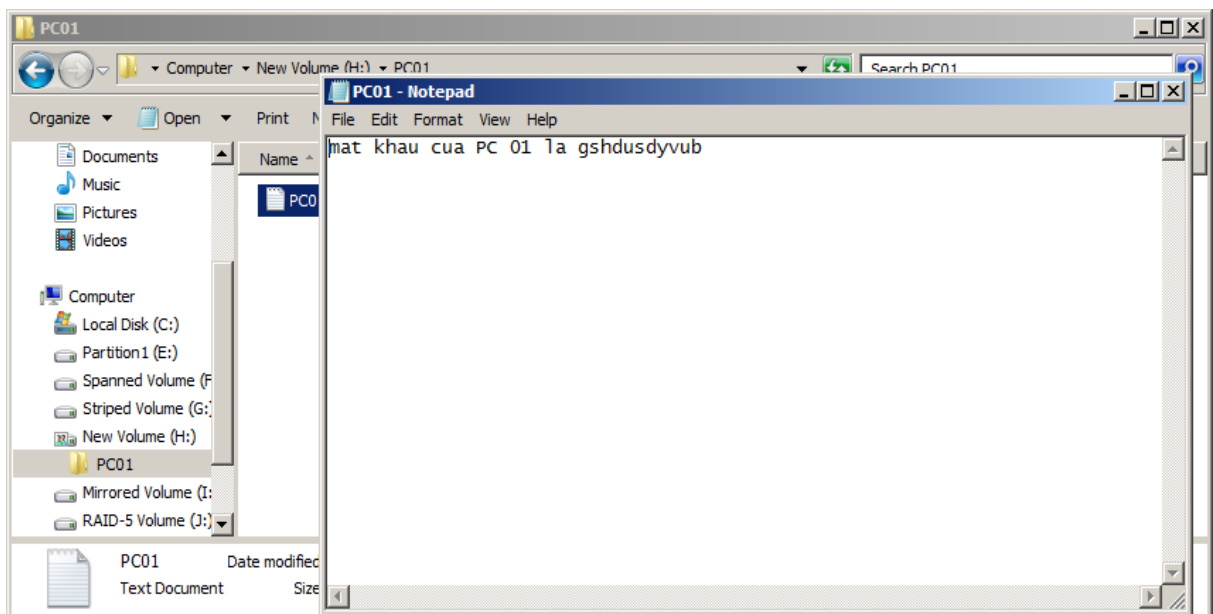 PC01
Computer New Volume (H:) PC01
Search PC01
PC01 - Notepad
Organize Open Print
File Edit Format View Help
mat khau cua PC 01 la gshdusdyvub
Documents
Name
Music
PC0
Pictures
Videos
Computer
Local Disk (C:)
Partition1 (E:)
Spanned Volume (F
Striped Volume (G:)
New Volume (H:)
PC01
Mirrored Volume (I:
RAID-5 Volume (J:)
PC01 Date modified
Text Document Size